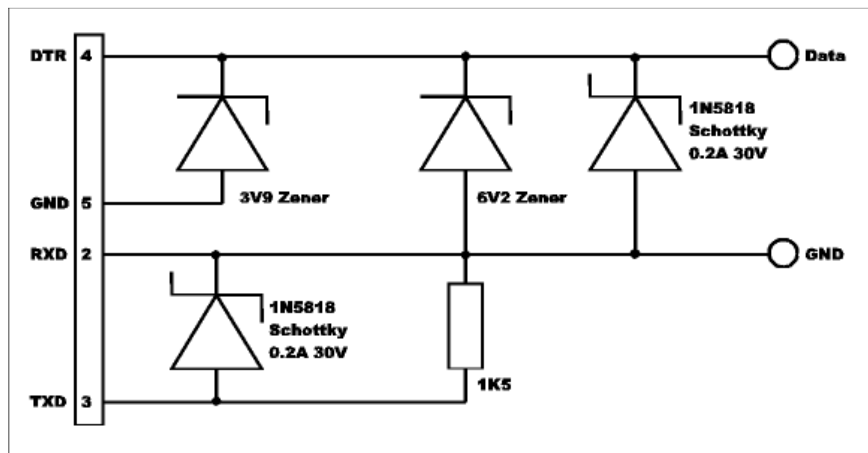 DTR 4 Data
1N5818
Schottky
0.2A 30V
GND 5 3V9 Zener 6V2 Zener
RXD 2 GND
1N5818
Schottky
0.2A 30V
1K5
TXD 3